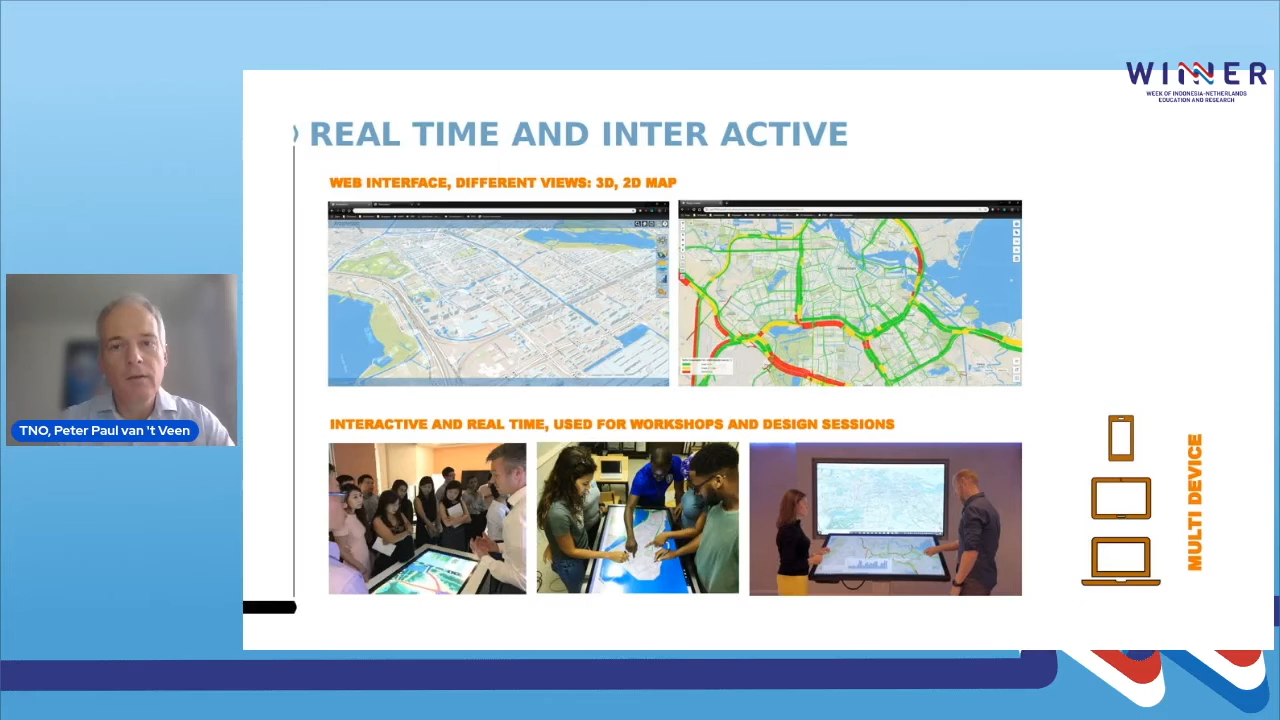 WINNER
WEEK OF INDONESIA-NETHERLANDS
EDUCATION AND RESEARCH
REAL TIME AND INTER ACTIVE
WEB INTERFACE, DIFFERENT VIEWS: 3D, 2D MAP
TNO, Peter Paul van 't Veen
INTERACTIVE AND REAL TIME, USED FOR WORKSHOPS AND DESIGN SESSIONS
MULTI DEVICE